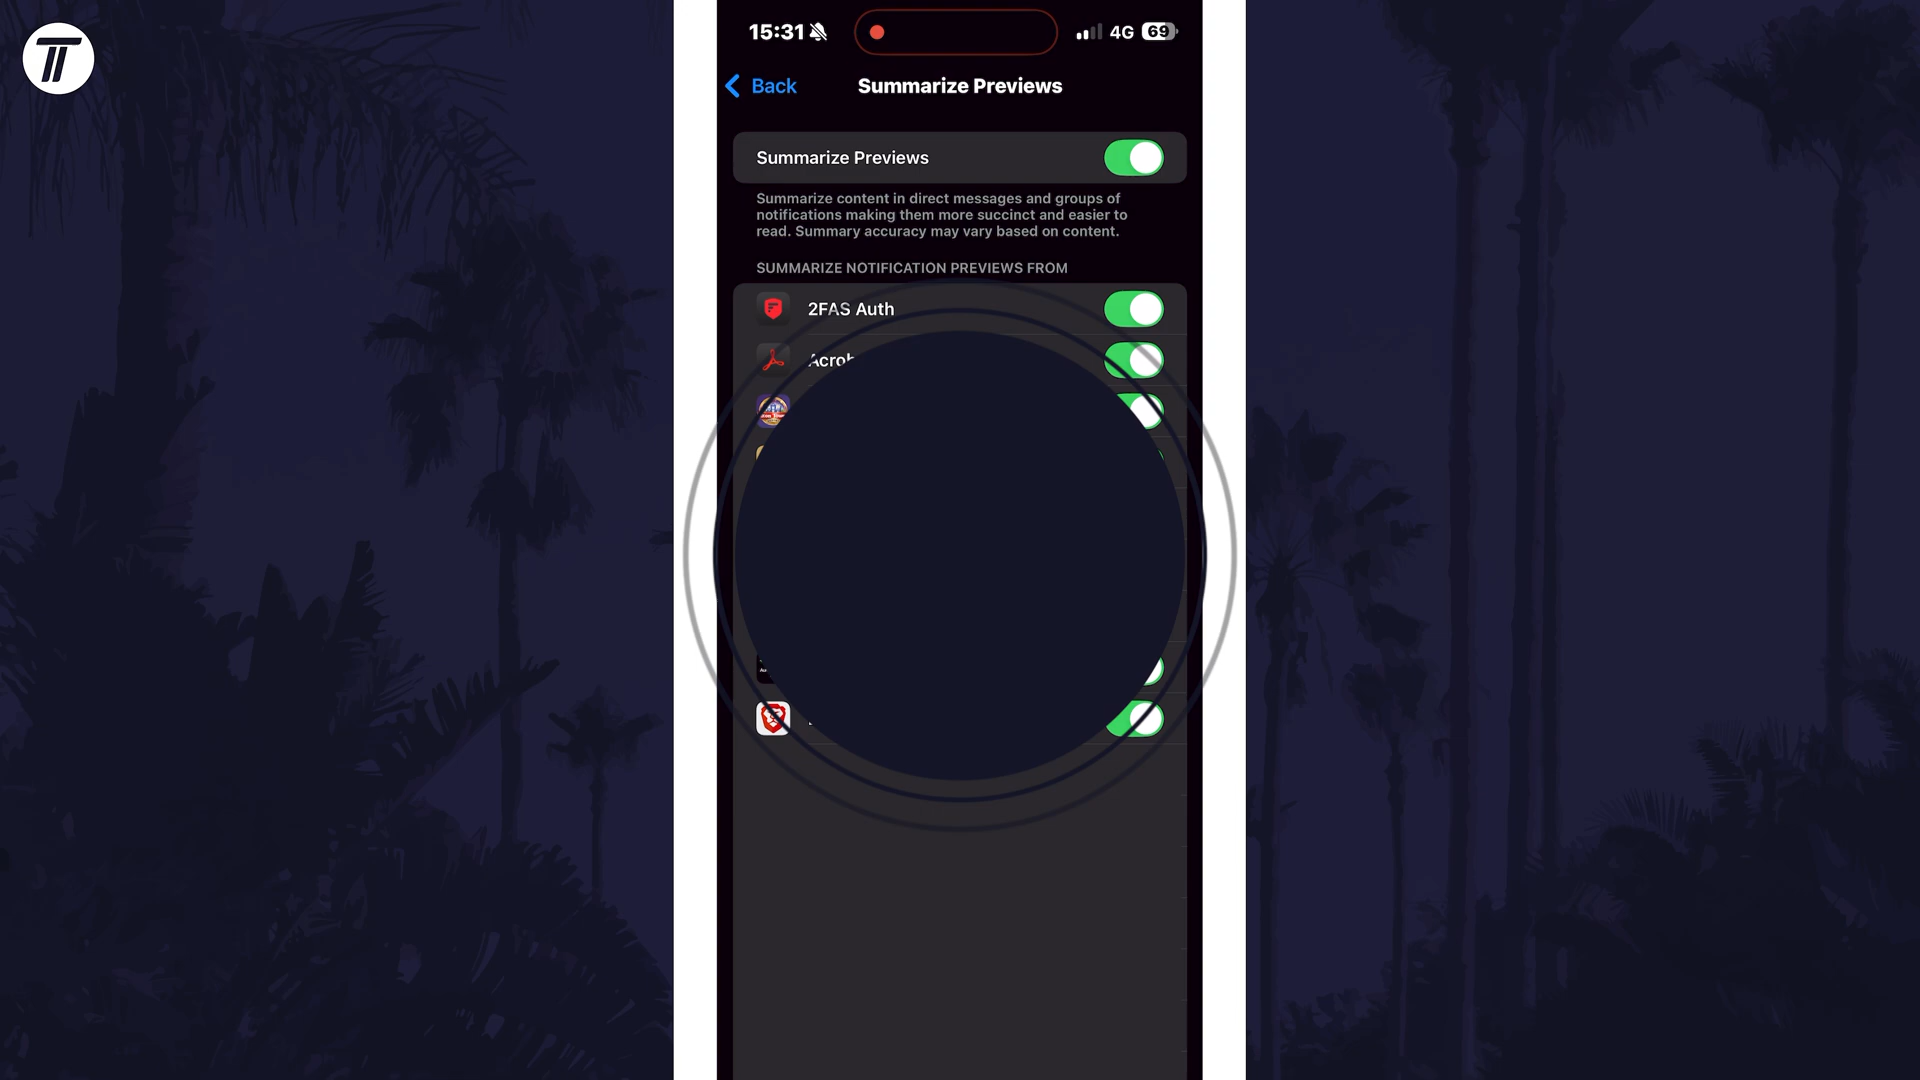 15:31
4G
69
Back
Summarize Previews
Summarize Previews
Summarize content in direct messages and groups of
notifications making them more succinct and easier to
read. Summary accuracy may vary based on content.
SUMMARIZE NOTIFICATION PREVIEWS FROM
2FAS Auth